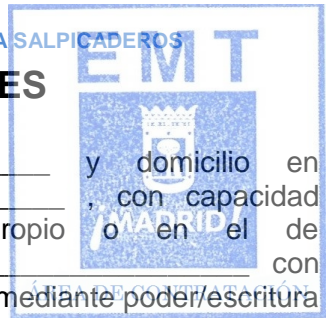 A SALPICADEROS
EMT
ES
y domicilio en
, con capacidad
ropio o en el de
¡MADRID!
con
ÁREA DE CONTRATACIÓN
mediante poder/escritura